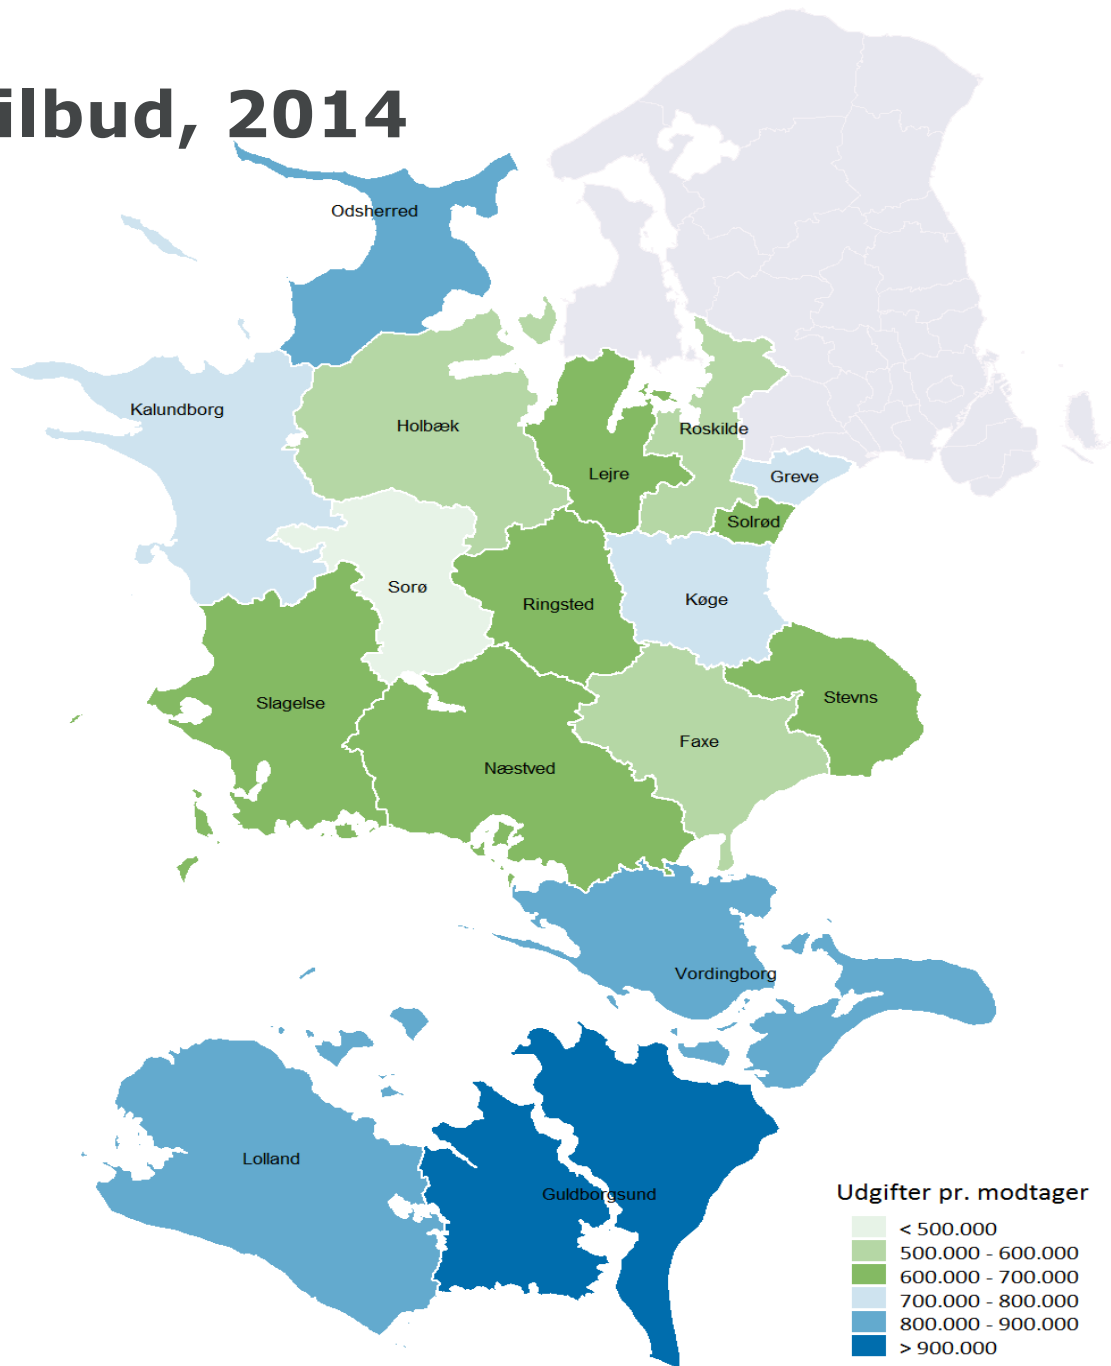 ilbud, 2014
Odsherred
Kalundborg
Holbæk
Roskilde
Lejre
Greve
Solrød
Sorø
Ringsted
Køge
Slagelse
Stevns
Faxe
Næstved
Vordingborg
Lolland
Guldborgsund
Udgifter pr. modtager
< 500.000
500.000 - 600.000
600.000 - 700.000
700.000 - 800.000
800.000 - 900.000
> 900.000